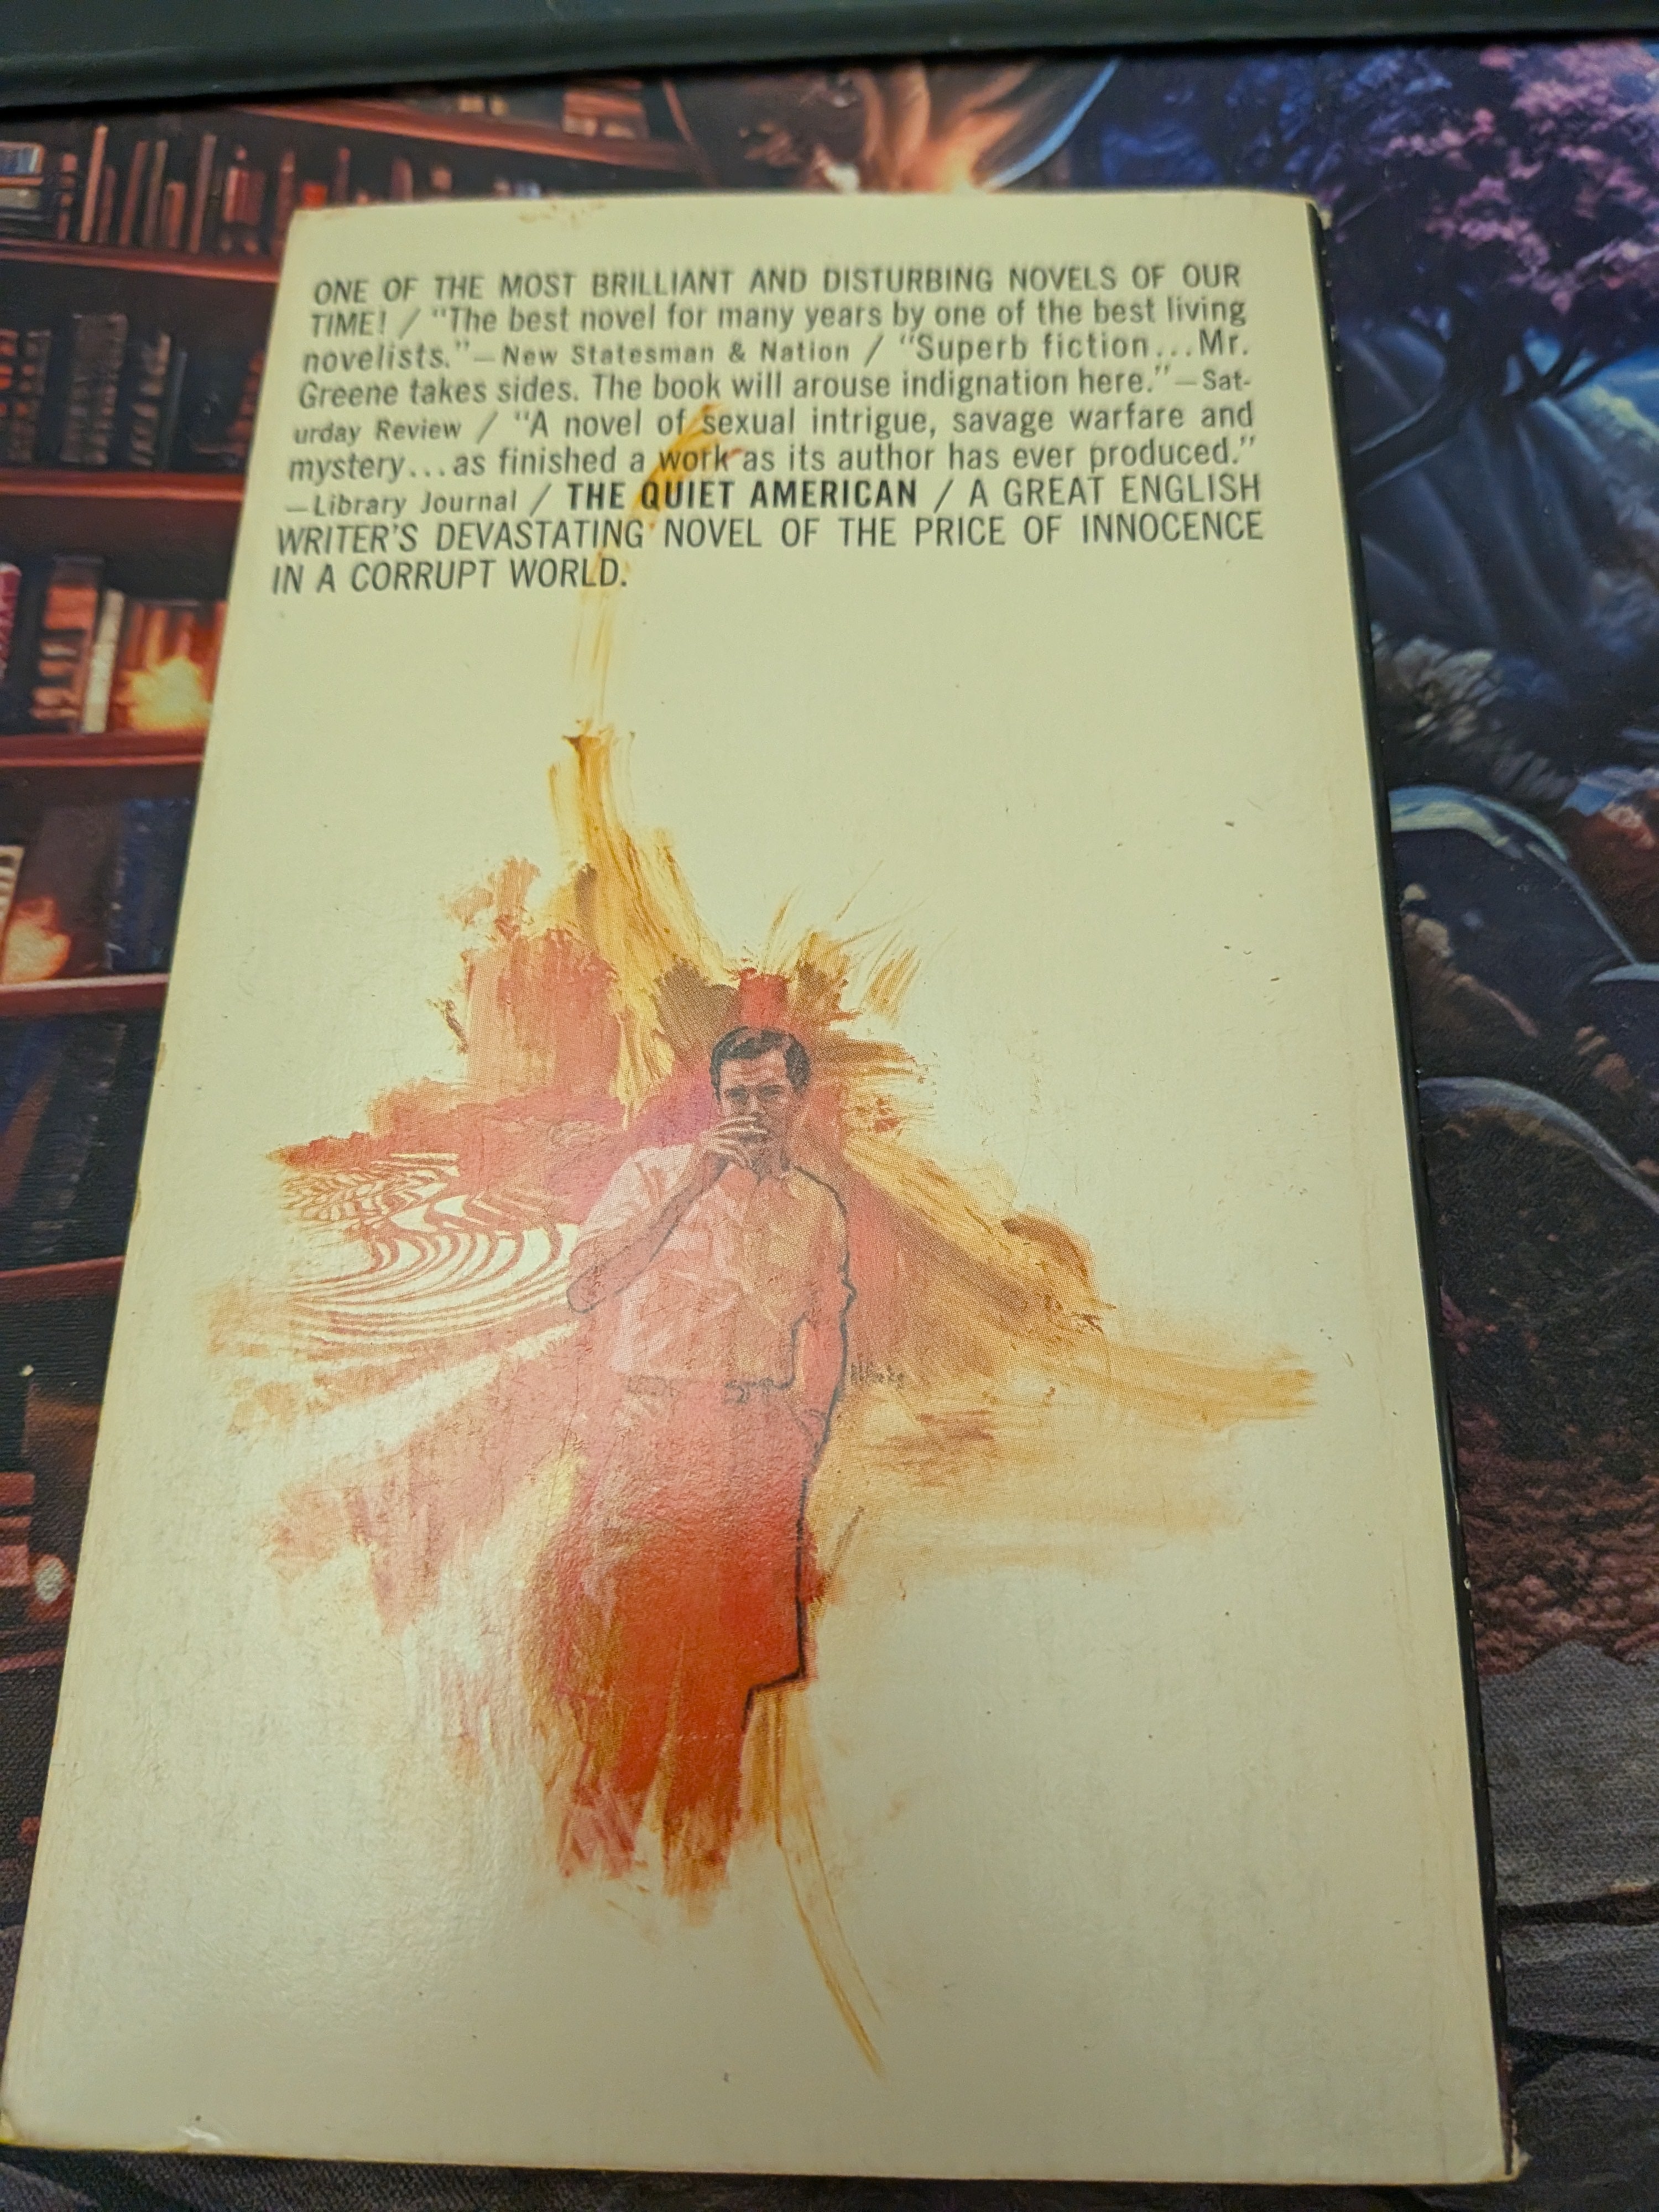 ONE OF THE MOST BRILLIANT AND DISTURBING NOVELS OF OUR
TIME! / "The best novel for many years by one of the best living
novelists."—New Statesman & Nation / "Superb fiction...Mr.
Greene takes sides. The book will arouse indignation here."—Sat-
urday Review / "A novel of sexual intrigue, savage warfare and
mystery...as finished a work as its author has ever produced."
—Library Journal / THE QUIET AMERICAN / A GREAT ENGLISH
WRITER'S DEVASTATING NOVEL OF THE PRICE OF INNOCENCE
IN A CORRUPT WORLD.